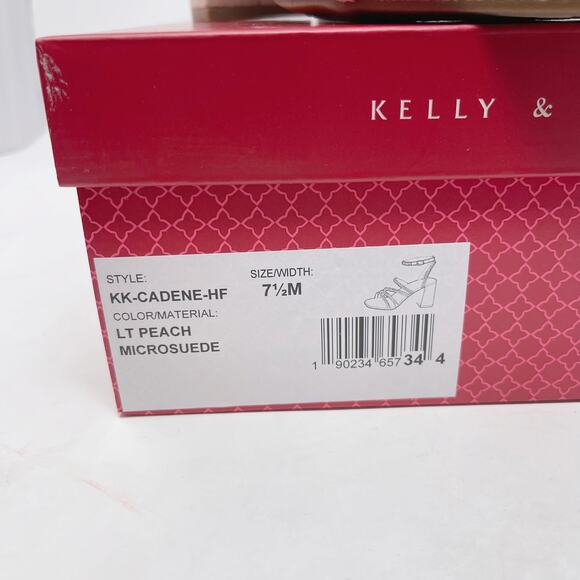 KELLY &
STYLE:
SIZE/WIDTH:
KK-CADENE-HF
7½M
COLOR/MATERIAL:
LT PEACH
MICROSUEDE
1 90234 65734 4